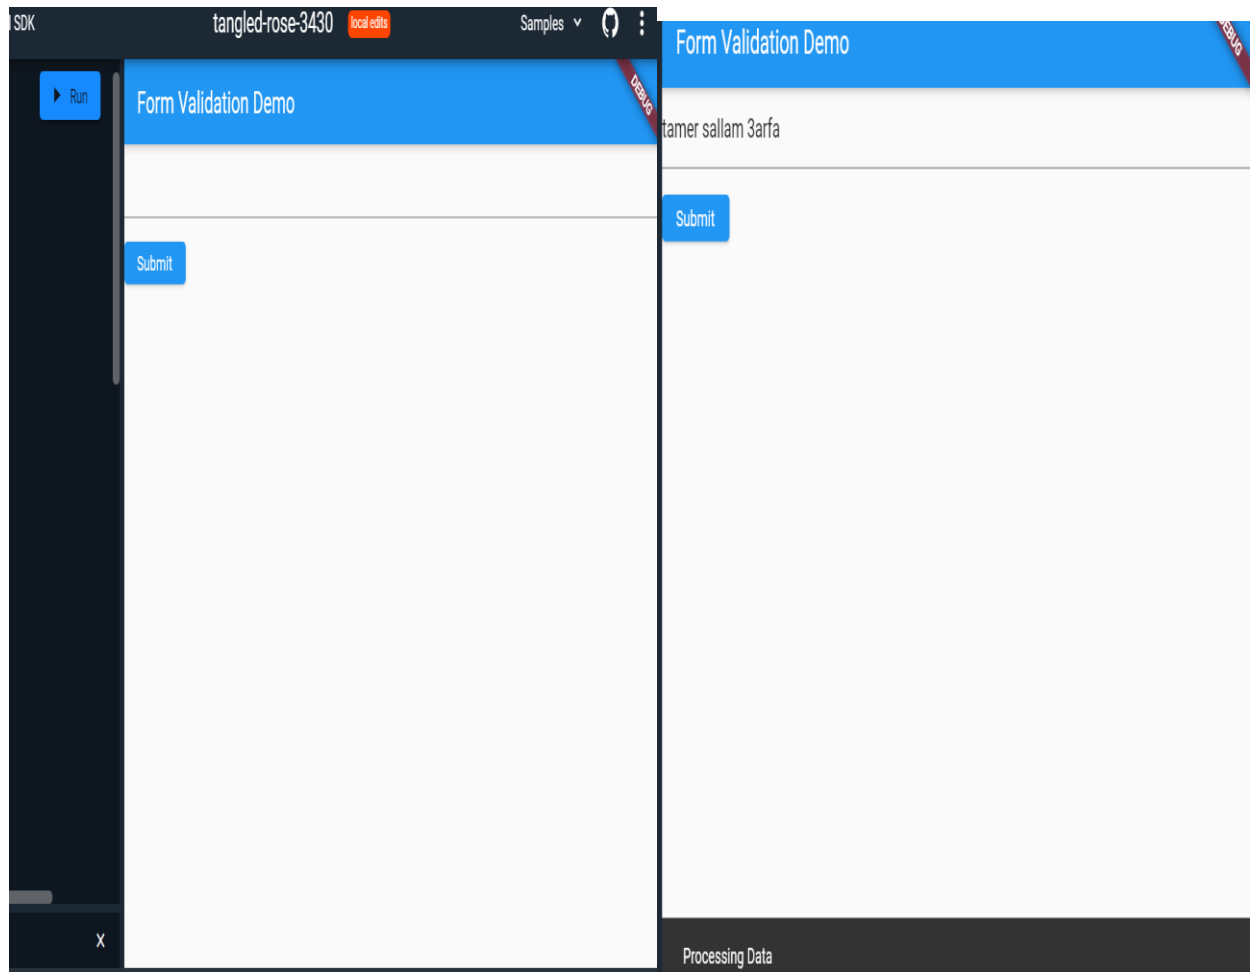 l SDK
tangled-rose-3430 local edits
Samples
Run
Form Validation Demo
DEBUG
Submit
X
Form Validation Demo
DEBUG
tamer sallam 3arfa
Submit
Processing Data